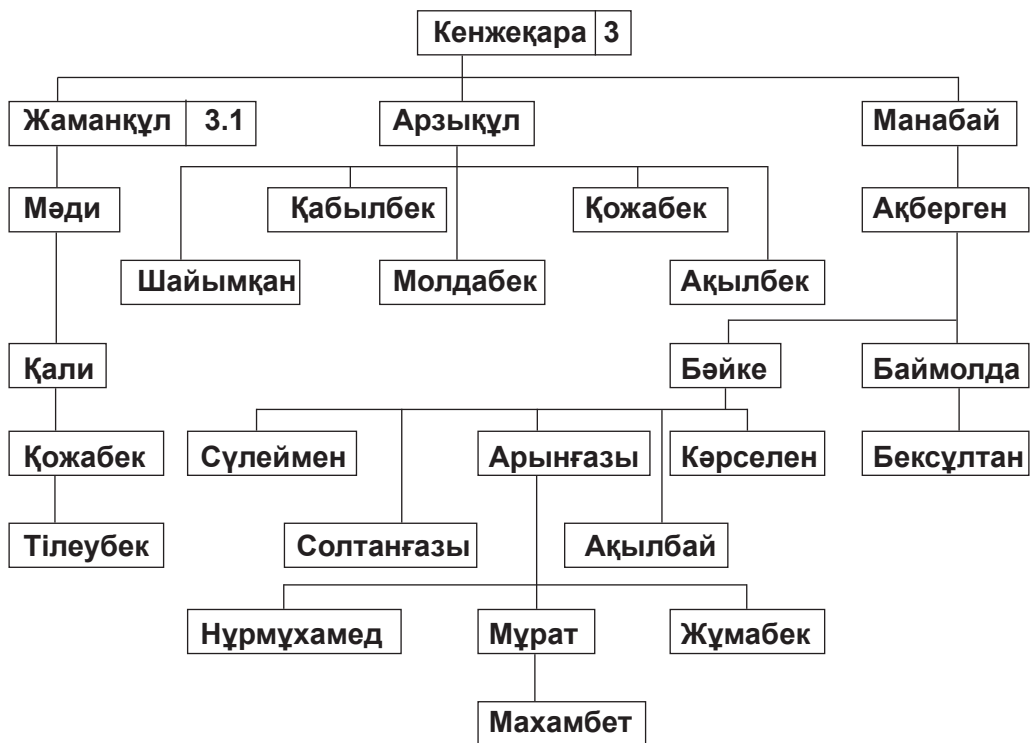 Кенжеқара 3
Жаманқұл 3.1 Арзықұл Манабай
Мәди Қабылбек Қожабек Ақберген
Шайымқан Молдабек Ақылбек
Қали Бәйке Баймолда
Қожабек Сүлеймен Арынғазы Кәрселен Бексұлтан
Тілеубек Солтанғазы Ақылбай
Нұрмұхамед Мұрат Жұмабек
Махамбет